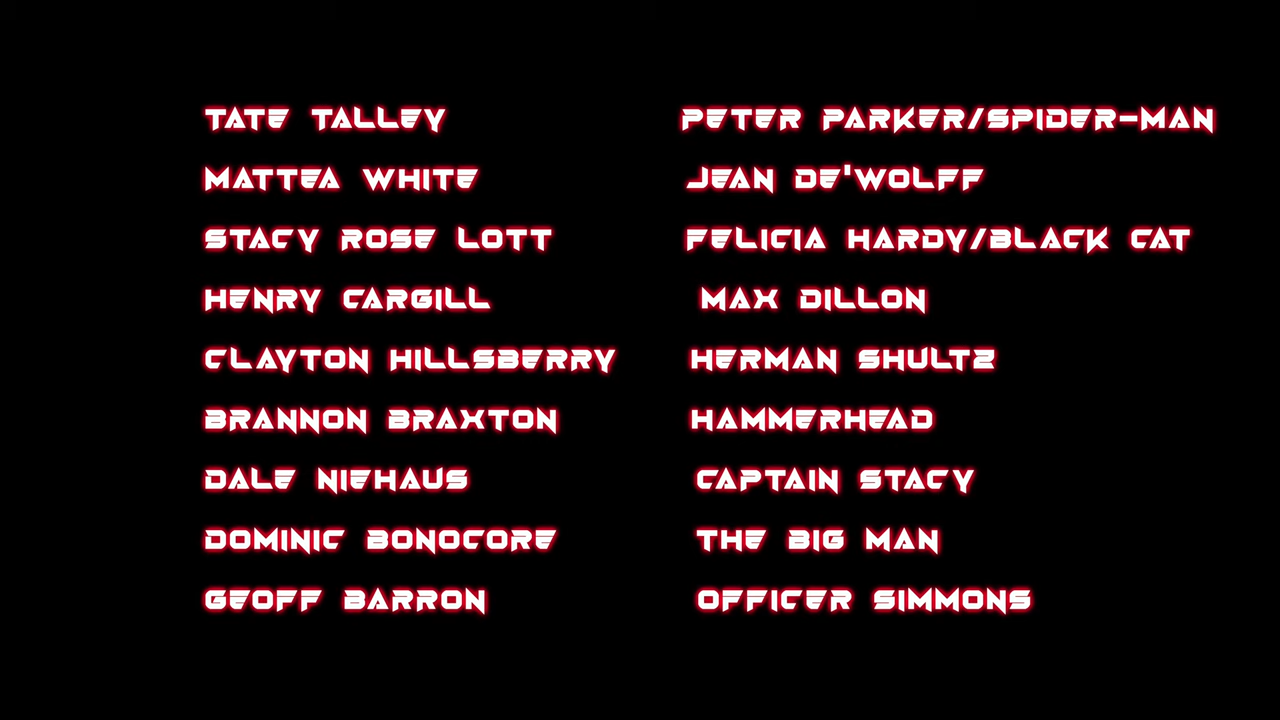 TATE TALLEY PETER PARKER/SPIDER-MAN
MATTEA WHITE JEAN DE'WOLFF
STACY ROSE LOTT FELICIA HARDY/BLACK CAT
HENRY CARGILL MAX DILLON
CLAYTON HILLSBERRY HERMAN SHULTZ
BRANNON BRAXTON HAMMERHEAD
DALE NIEHAUS CAPTAIN STACY
DOMINIC BONOCORE THE BIG MAN
GEOFF BARRON OFFICER SIMMONS